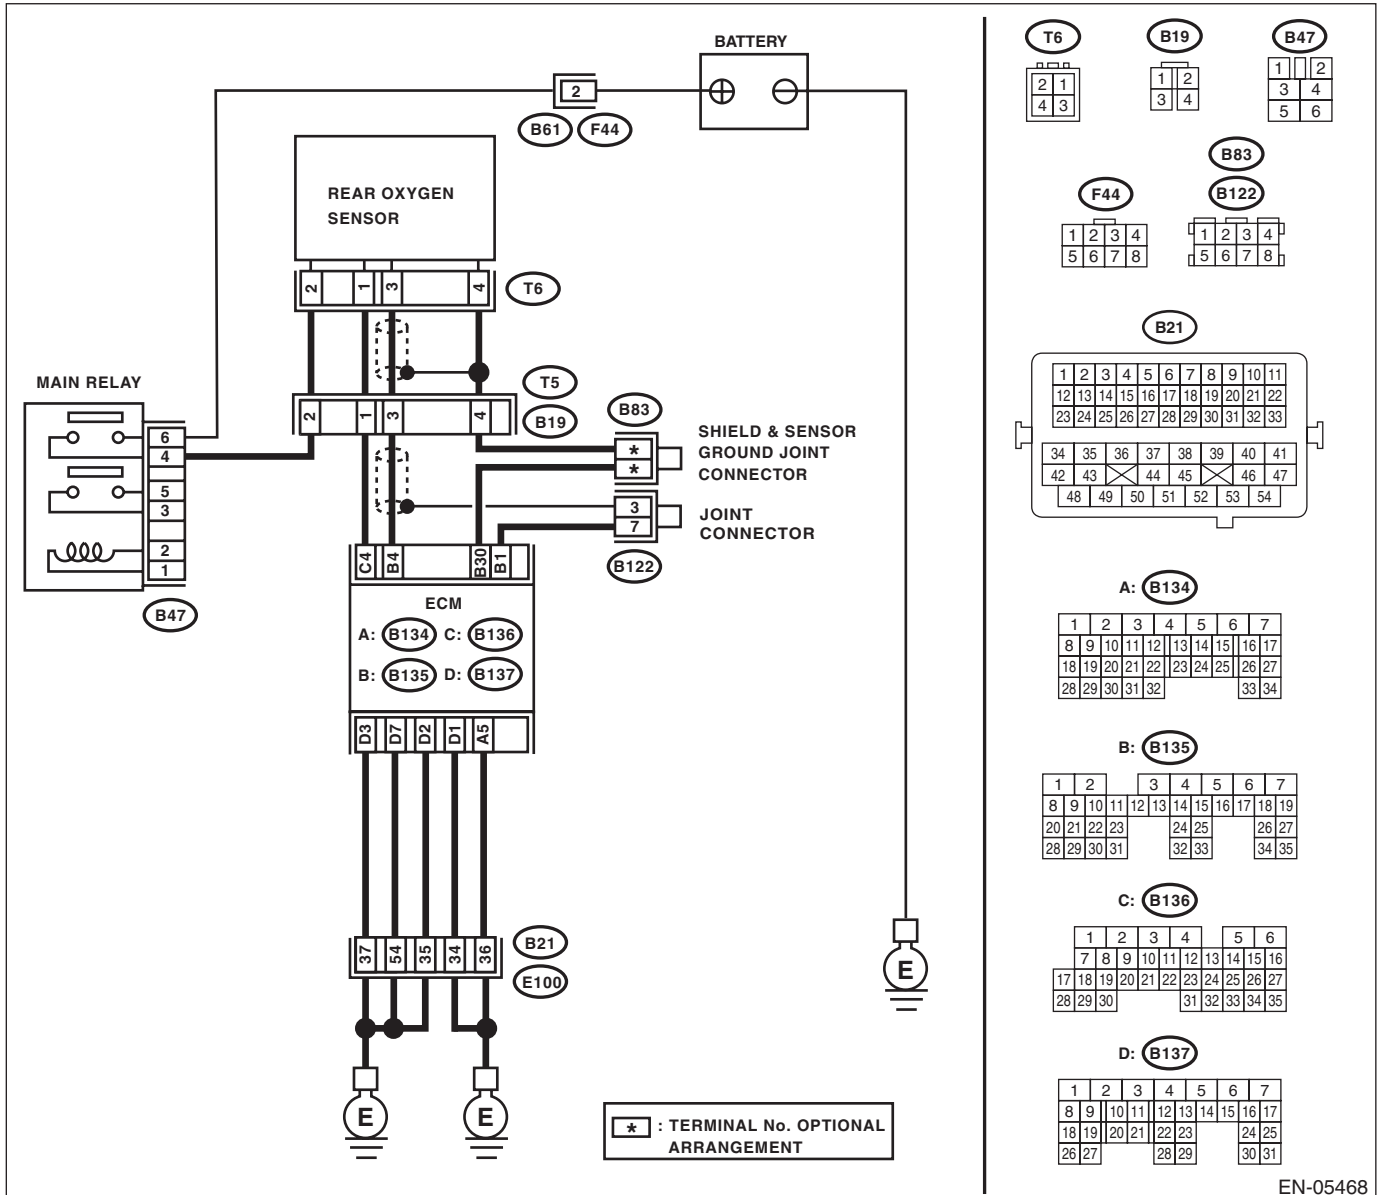 BATTERY
2
B61 F44
REAR OXYGEN
SENSOR
2 1 3 4
T6
MAIN RELAY
6
4
5
3
2
1
B47
T5
2 1 3 4
B19
B83
*
*
SHIELD & SENSOR
GROUND JOINT
CONNECTOR
3
7
JOINT
CONNECTOR
B122
C4 B4 B30 B1
ECM
A: B134 C: B136
B: B135 D: B137
D3 D7 D2 D1 A5
37 54 35 34 36
B21
E100
E
E E
* : TERMINAL No. OPTIONAL
ARRANGEMENT
T6 B19 B47
2 1
4 3
1 2
3 4
1 2
3 4
5 6
B83
F44 B122
1 2 3 4
5 6 7 8
1 2 3 4
5 6 7 8
B21
1 2 3 4 5 6 7 8 9 10 11
12 13 14 15 16 17 18 19 20 21 22
23 24 25 26 27 28 29 30 31 32 33
34 35 36 37 38 39 40 41
42 43 44 45 46 47
48 49 50 51 52 53 54
A: B134
1 2 3 4 5 6 7
8 9 10 11 12 13 14 15 16 17
18 19 20 21 22 23 24 25 26 27
28 29 30 31 32 33 34
B: B135
1 2 3 4 5 6 7
8 9 10 11 12 13 14 15 16 17 18 19
20 21 22 23 24 25 26 27
28 29 30 31 32 33 34 35
C: B136
1 2 3 4 5 6
7 8 9 10 11 12 13 14 15 16
17 18 19 20 21 22 23 24 25 26 27
28 29 30 31 32 33 34 35
D: B137
1 2 3 4 5 6 7
8 9 10 11 12 13 14 15 16 17
18 19 20 21 22 23 24 25
26 27 28 29 30 31
EN-05468